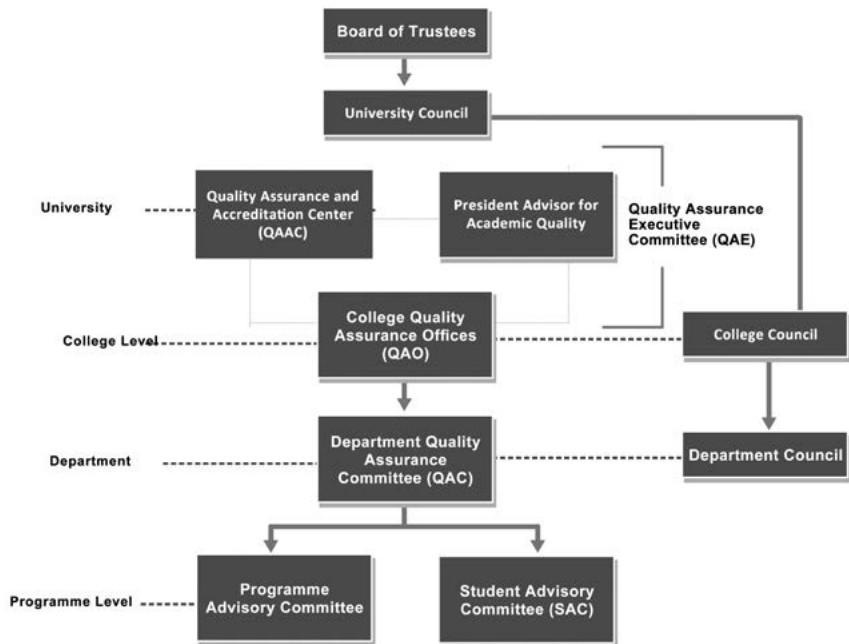 Board of Trustees
University Council
University
Quality Assurance and
Accreditation Center
(QAAC)
President Advisor for
Academic Quality
Quality Assurance
Executive
Committee (QAE)
College Level
College Quality
Assurance Offices
(QAO)
College Council
Department
Department Quality
Assurance
Committee (QAC)
Department Council
Programme Level
Programme
Advisory Committee
Student Advisory
Committee (SAC)